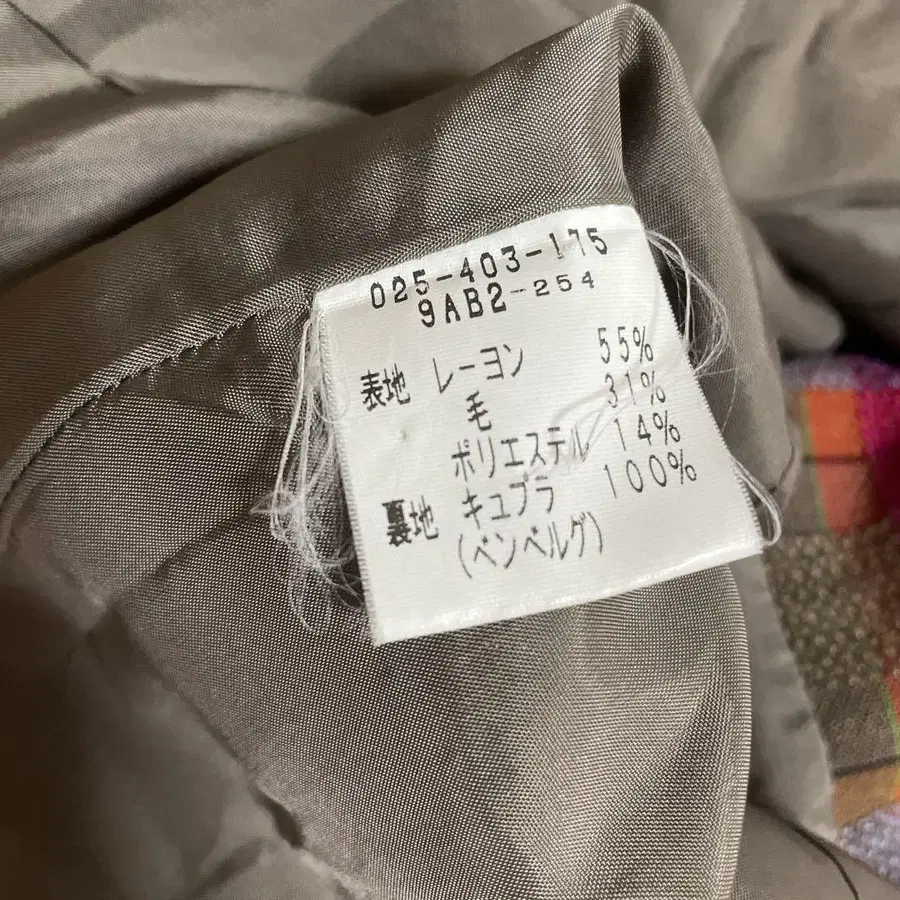 025-403-175
9AB2-254
表地 レーヨン 55%
毛 31%
ポリエステル 14%
裏地 キュプラ 100%
(ベンベルグ)